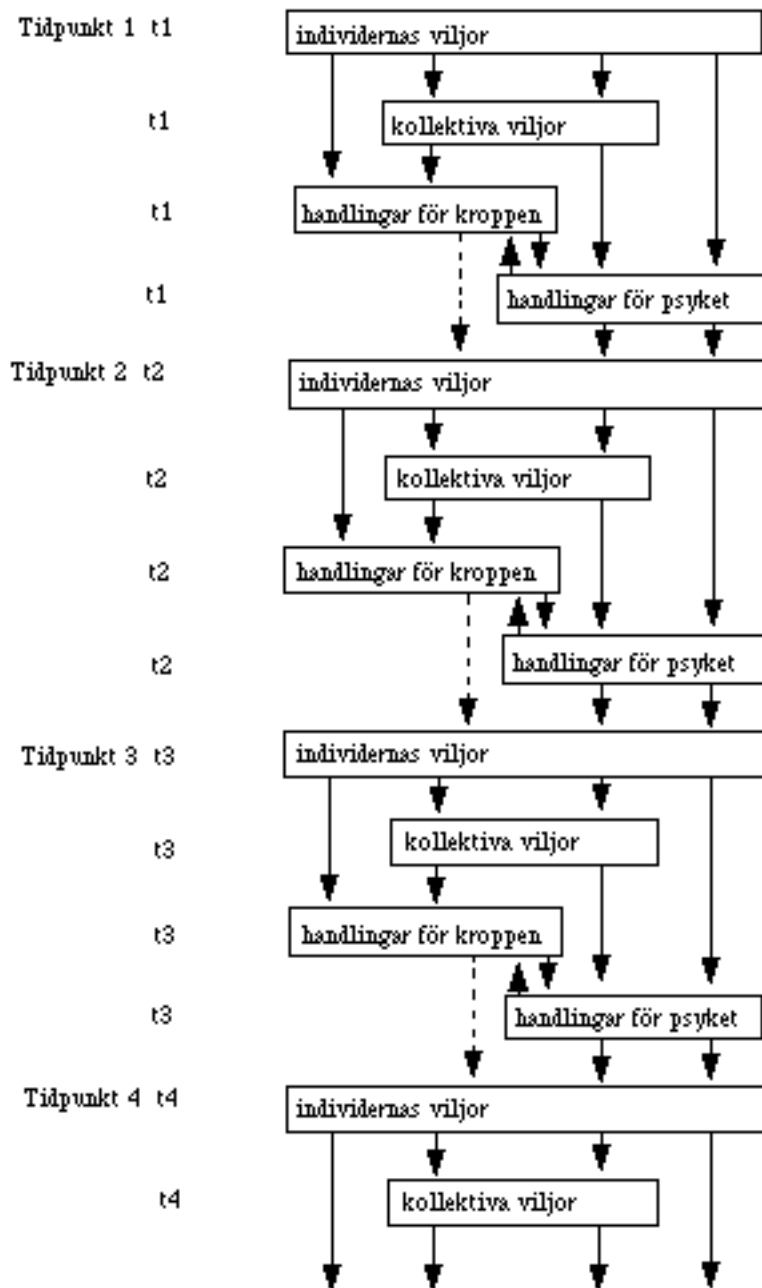 Tidpunkt 1 t1 individernas viljor
t1 kollektiva viljor
t1 handlingar för kroppen
t1 handlingar för psyket
Tidpunkt 2 t2 individernas viljor
t2 kollektiva viljor
t2 handlingar för kroppen
t2 handlingar för psyket
Tidpunkt 3 t3 individernas viljor
t3 kollektiva viljor
t3 handlingar för kroppen
t3 handlingar för psyket
Tidpunkt 4 t4 individernas viljor
t4 kollektiva viljor